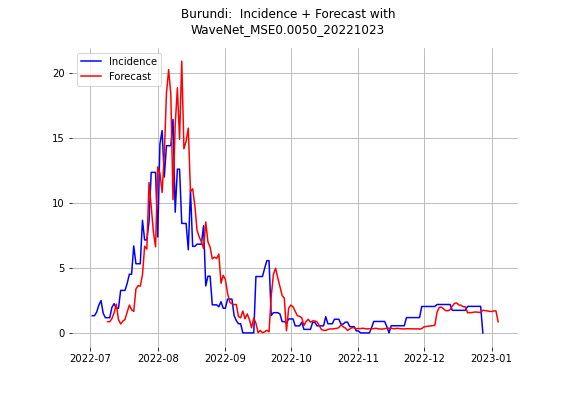 Burundi:  Incidence + Forecast with
WaveNet_MSE0.0050_20221023
Incidence
Forecast
20
15
10
5
0
2022-07 2022-08 2022-09 2022-10 2022-11 2022-12 2023-01